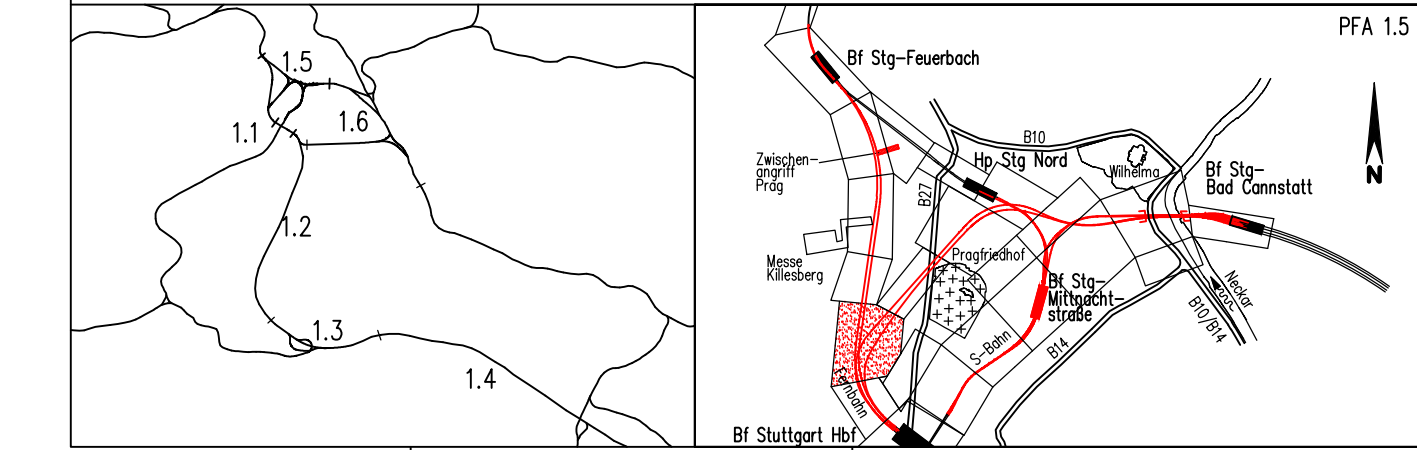 1.5
1.1
1.6
1.2
1.3
1.4
PFA 1.5
Bf Stg-Feuerbach
N
B10
Zwischen-
angriff
Prag
Hp Stg Nord
Wilhelma
Bf Stg-
Bad Cannstatt
B27
Messe
Killesberg
Pragfriedhof
Bf Stg-
Mittnacht-
straße
Neckar
B10/B14
S-Bahn
B14
Fernbahn
Bf Stuttgart Hbf